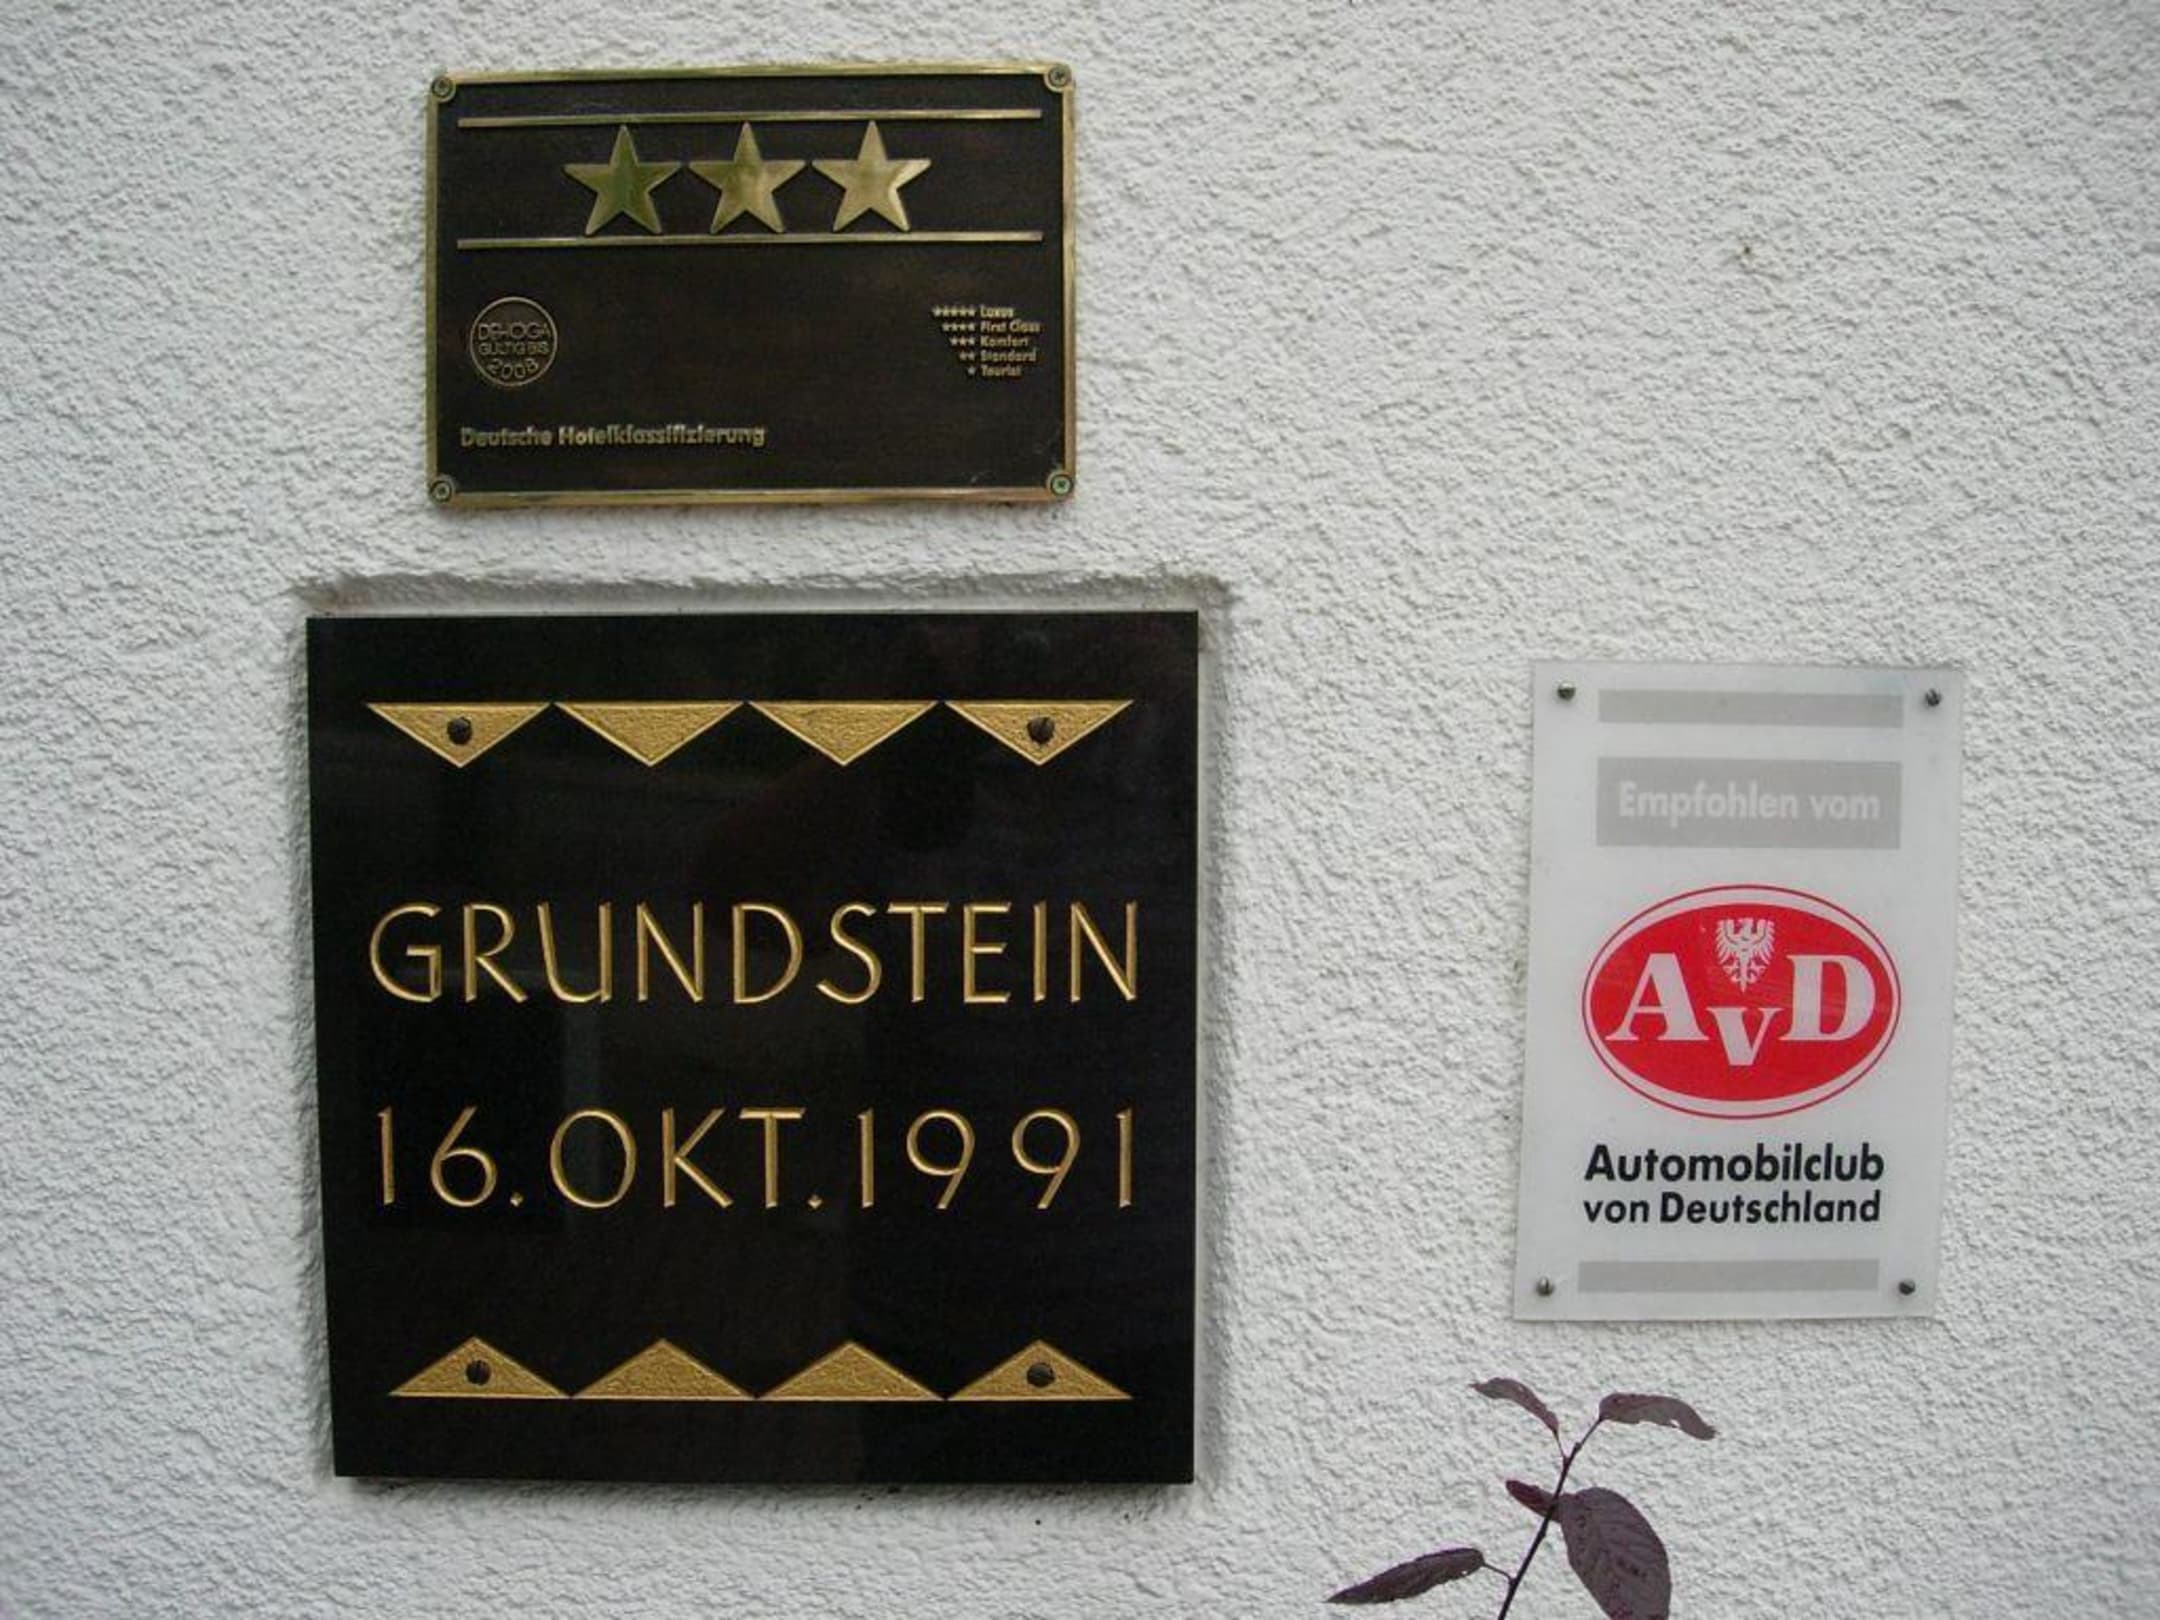 DEHOGA
GÜLTIG BIS
2008
★★★★★ Luxus
★★★★ First Class
★★★ Komfort
★★ Standard
★ Tourist
Deutsche Hotelklassifizierung
GRUNDSTEIN
16. OKT. 1991
Empfohlen vom
AvD
Automobilclub
von Deutschland